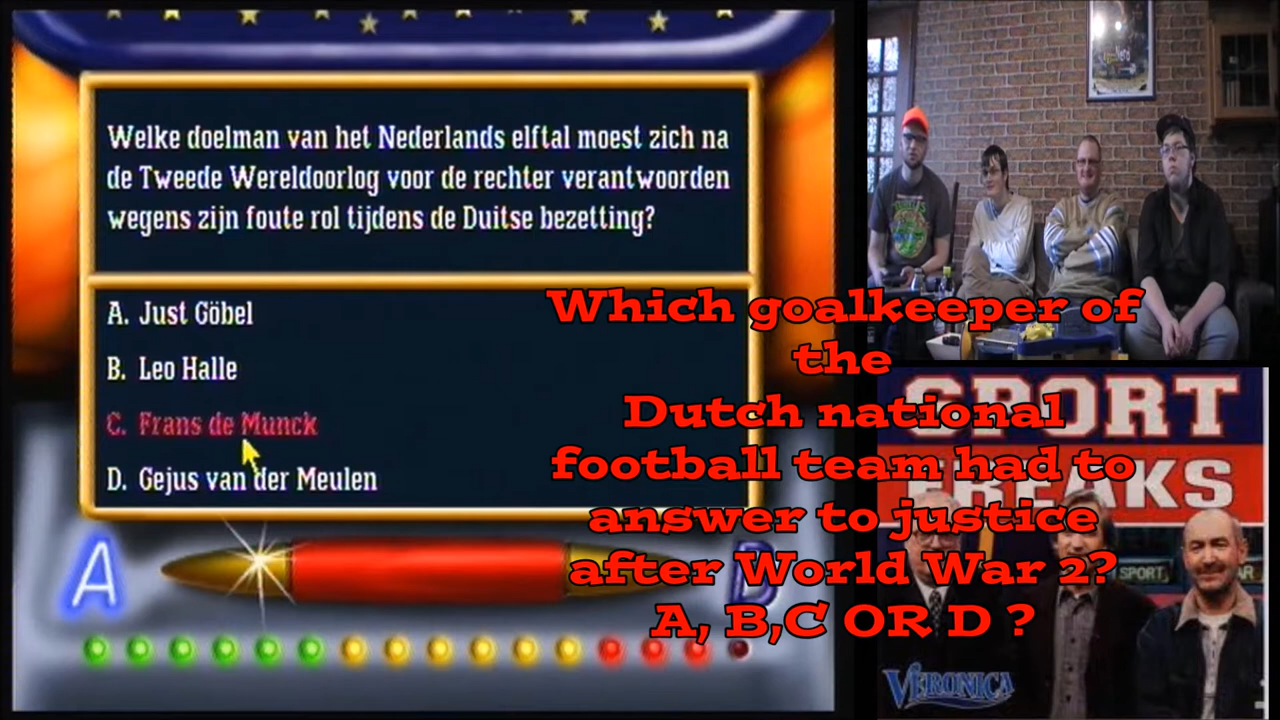 Welke doelman van het Nederlands elftal moest zich na
de Tweede Wereldoorlog voor de rechter verantwoorden
wegens zijn foute rol tijdens de Duitse bezetting?
A. Just Göbel
B. Leo Halle
C. Frans de Munck
D. Gejus van der Meulen
A
D
Which goalkeeper of
the
Dutch national
football team had to
answer to justice
after World War 2?
A, B,C OR D ?
SPORT
FREAKS
SPORT
VERONICA